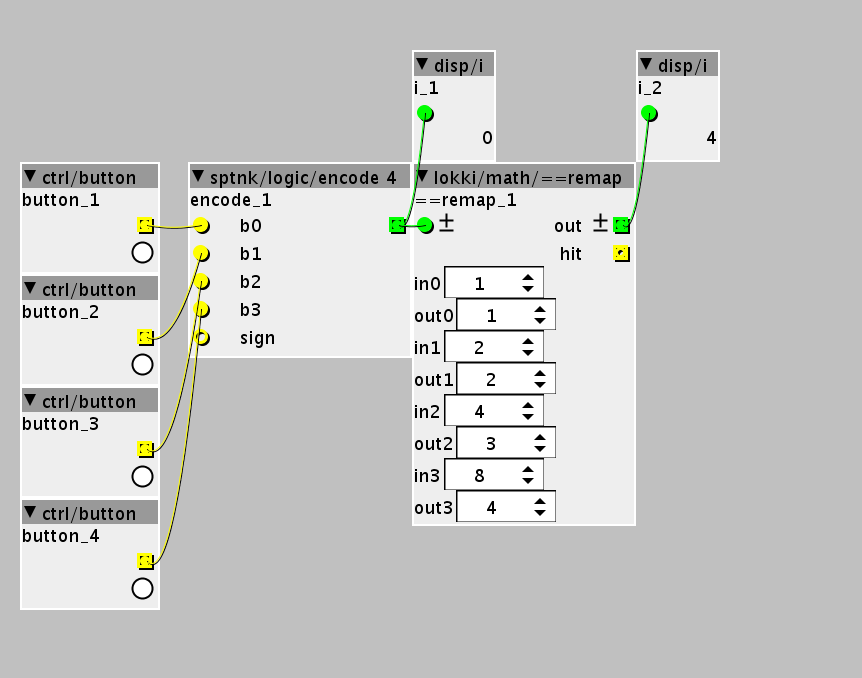 disp/i
i_1
0
disp/i
i_2
4
ctrl/button
button_1
ctrl/button
button_2
ctrl/button
button_3
ctrl/button
button_4
sptnk/logic/encode 4
encode_1
b0
b1
b2
b3
sign
lokki/math/==remap
==remap_1
± out ±
hit
in0 1
out0 1
in1 2
out1 2
in2 4
out2 3
in3 8
out3 4